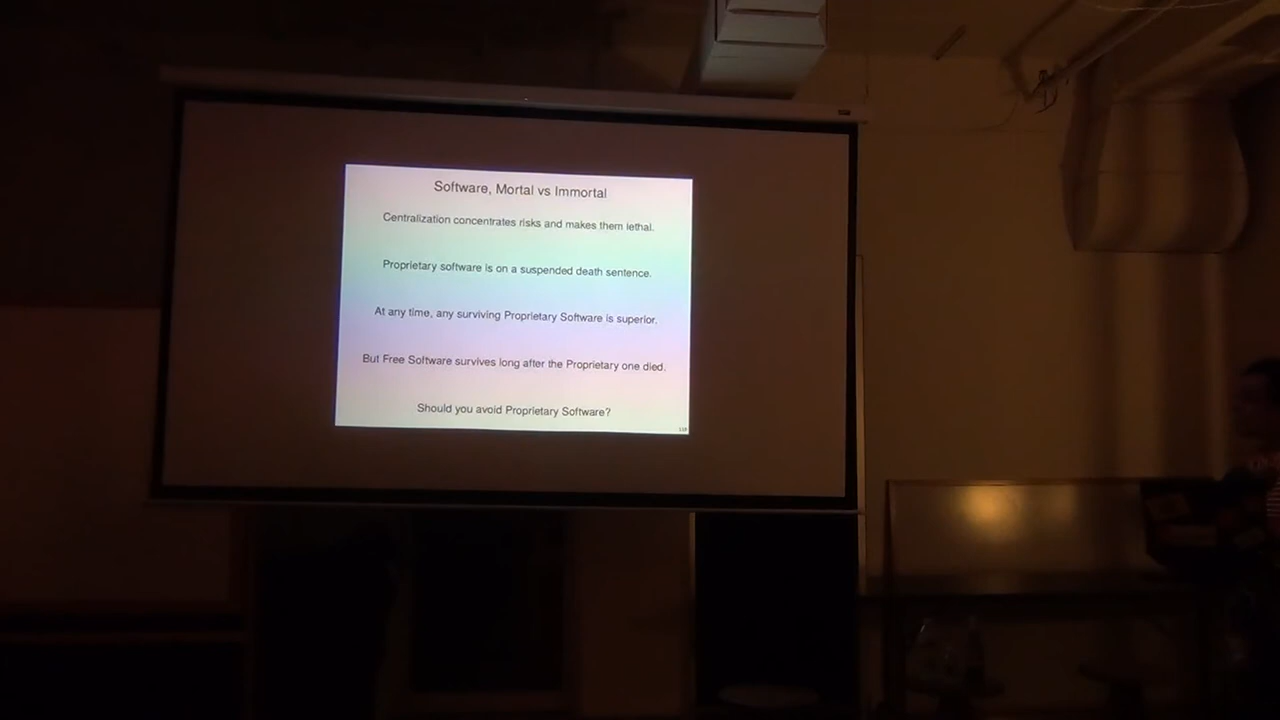 Software, Mortal vs Immortal
Centralization concentrates risks and makes them lethal.
Proprietary software is on a suspended death sentence.
At any time, any surviving Proprietary Software is superior.
But Free Software survives long after the Proprietary one died.
Should you avoid Proprietary Software?